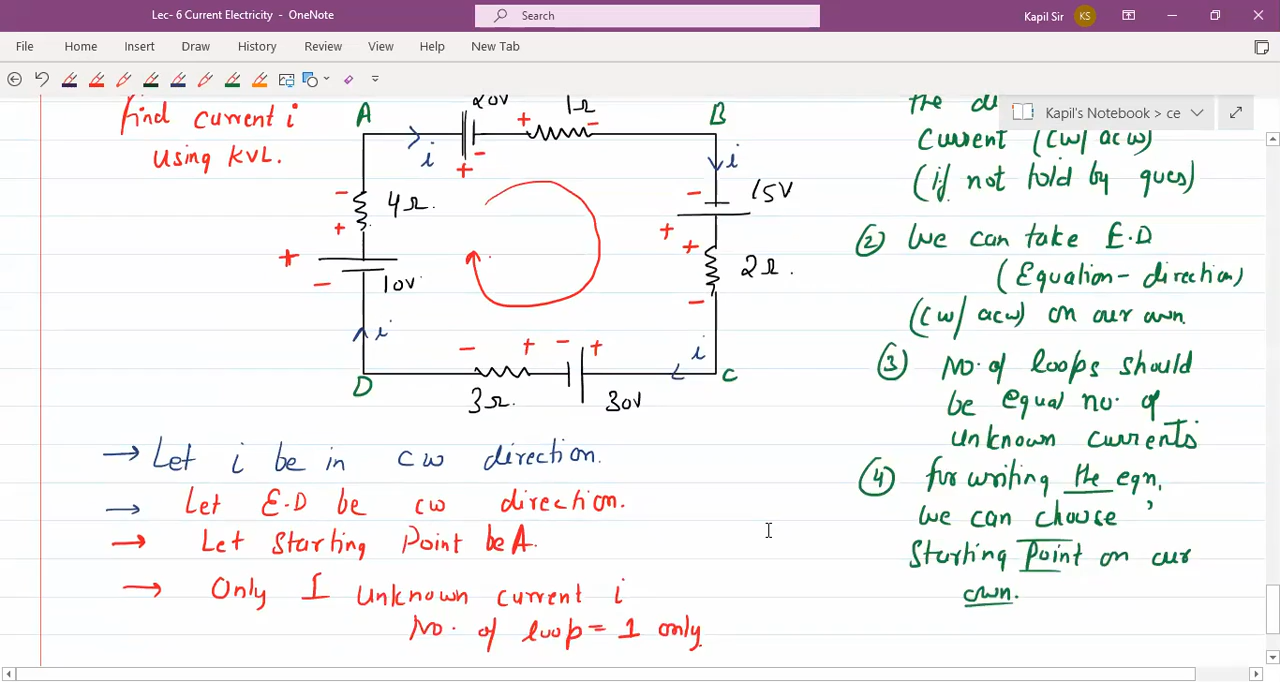 Lec- 6 Current Electricity - OneNote
Search
Kapil Sir
KS
File Home Insert Draw History Review View Help New Tab
Kapil's Notebook > ce
find current i
using KVL.
A
20V
1Ω
B
+
-
i
+
-
i
-
15V
-
4Ω.
+
+
+
2Ω.
+
-
10V
-
i
-
+
-
+
i
D
3Ω.
30V
C
→ Let i be in cw direction.
→ Let E.D be cw direction.
→ Let Starting Point be A.
→ Only 1 unknown current i
No. of loop = 1 only.
the
Current (cw/acw)
(if not told by ques)
② We can take E.D
(Equation-direction)
(cw/acw) on our own
③ No. of loops should
be equal no. of
unknown currents
④ for writing the eqn,
we can choose
Starting Point on our
own.